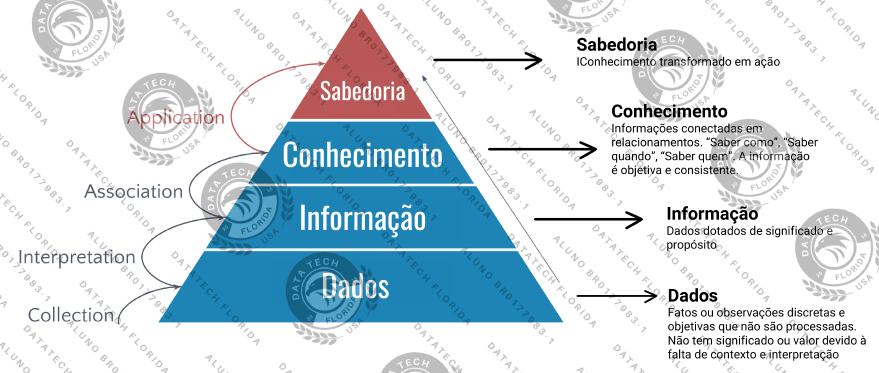 Sabedoria
IConhecimento transformado em ação
Application
Sabedoria
Conhecimento
Informações conectadas em
relacionamentos. “Saber como”, “Saber
quando”, “Saber quem”. A informação
é objetiva e consistente.
Conhecimento
Association
Informação
Dados dotados de significado e
propósito
Informação
Interpretation
Dados
Fatos ou observações discretas e
objetivas que não são processadas.
Não tem significado ou valor devido à
falta de contexto e interpretação
Dados
Collection
DATATECH FLORIDA
ALUNO BR0177983-1
DATA TECH
FLORIDA
USA